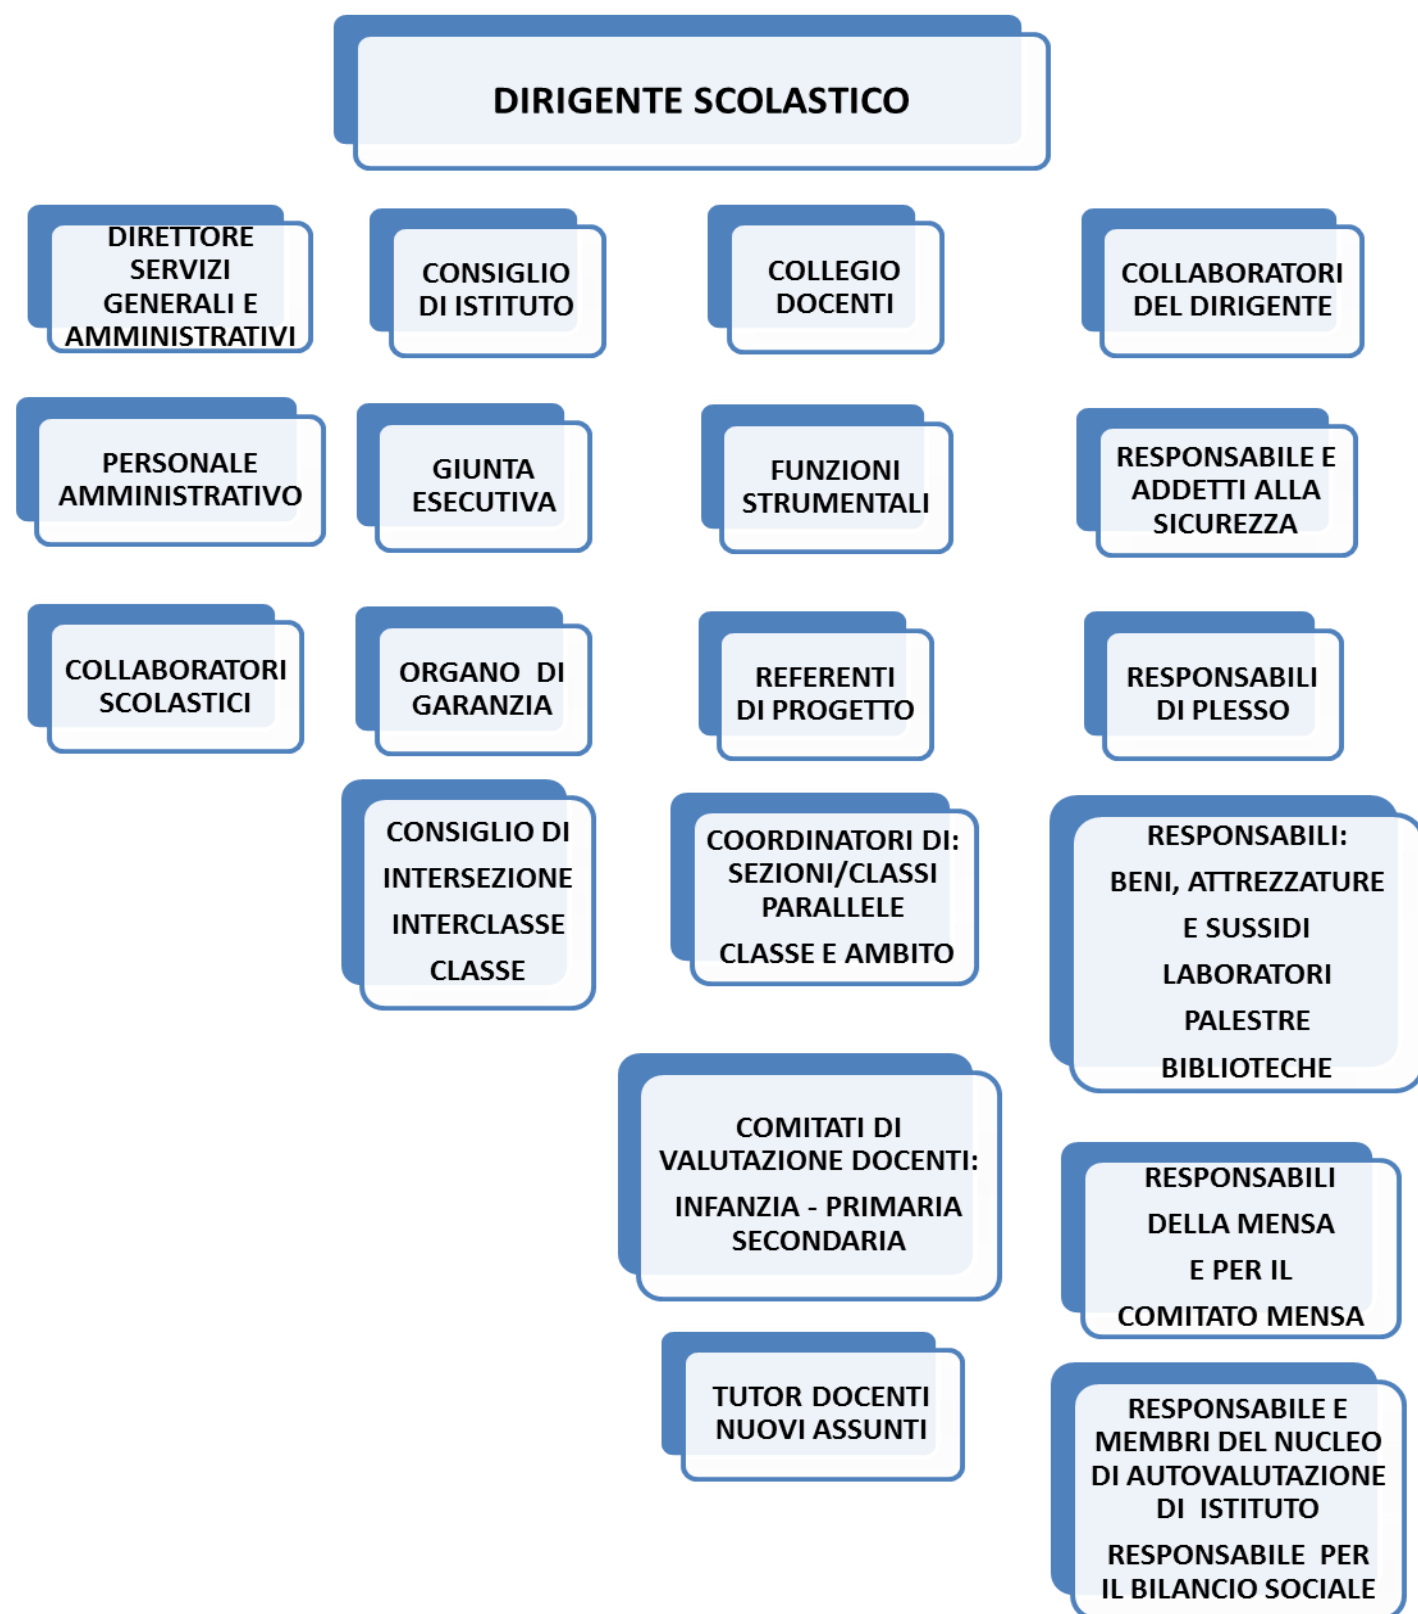 DIRIGENTE SCOLASTICO
DIRETTORE
SERVIZI
GENERALI E
AMMINISTRATIVI
CONSIGLIO
DI ISTITUTO
COLLEGIO
DOCENTI
COLLABORATORI
DEL DIRIGENTE
PERSONALE
AMMINISTRATIVO
GIUNTA
ESECUTIVA
FUNZIONI
STRUMENTALI
RESPONSABILE E
ADDETTI ALLA
SICUREZZA
COLLABORATORI
SCOLASTICI
ORGANO DI
GARANZIA
REFERENTI
DI PROGETTO
RESPONSABILI
DI PLESSO
CONSIGLIO DI
INTERSEZIONE
INTERCLASSE
CLASSE
COORDINATORI DI:
SEZIONI/CLASSI
PARALLELE
CLASSE E AMBITO
RESPONSABILI:
BENI, ATTREZZATURE
E SUSSIDI
LABORATORI
PALESTRE
BIBLIOTECHE
COMITATI DI
VALUTAZIONE DOCENTI:
INFANZIA - PRIMARIA
SECONDARIA
RESPONSABILI
DELLA MENSA
E PER IL
COMITATO MENSA
TUTOR DOCENTI
NUOVI ASSUNTI
RESPONSABILE E
MEMBRI DEL NUCLEO
DI AUTOVALUTAZIONE
DI ISTITUTO
RESPONSABILE PER
IL BILANCIO SOCIALE